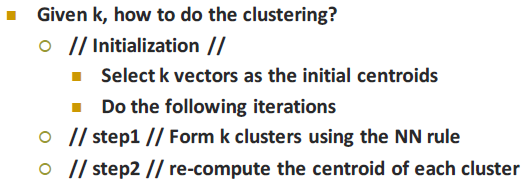 Given k, how to do the clustering?
// Initialization //
Select k vectors as the initial centroids
Do the following iterations
// step1 // Form k clusters using the NN rule
// step2 // re-compute the centroid of each cluster